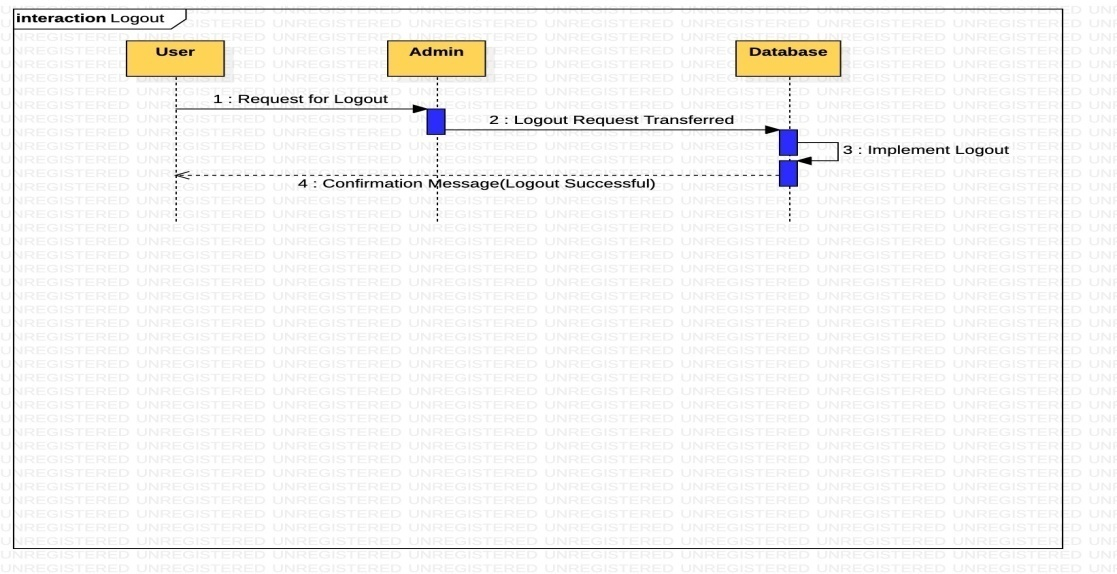 interaction Logout
User
Admin
Database
1 : Request for Logout
2 : Logout Request Transferred
3 : Implement Logout
4 : Confirmation Message(Logout Successful)
UNREGISTERED